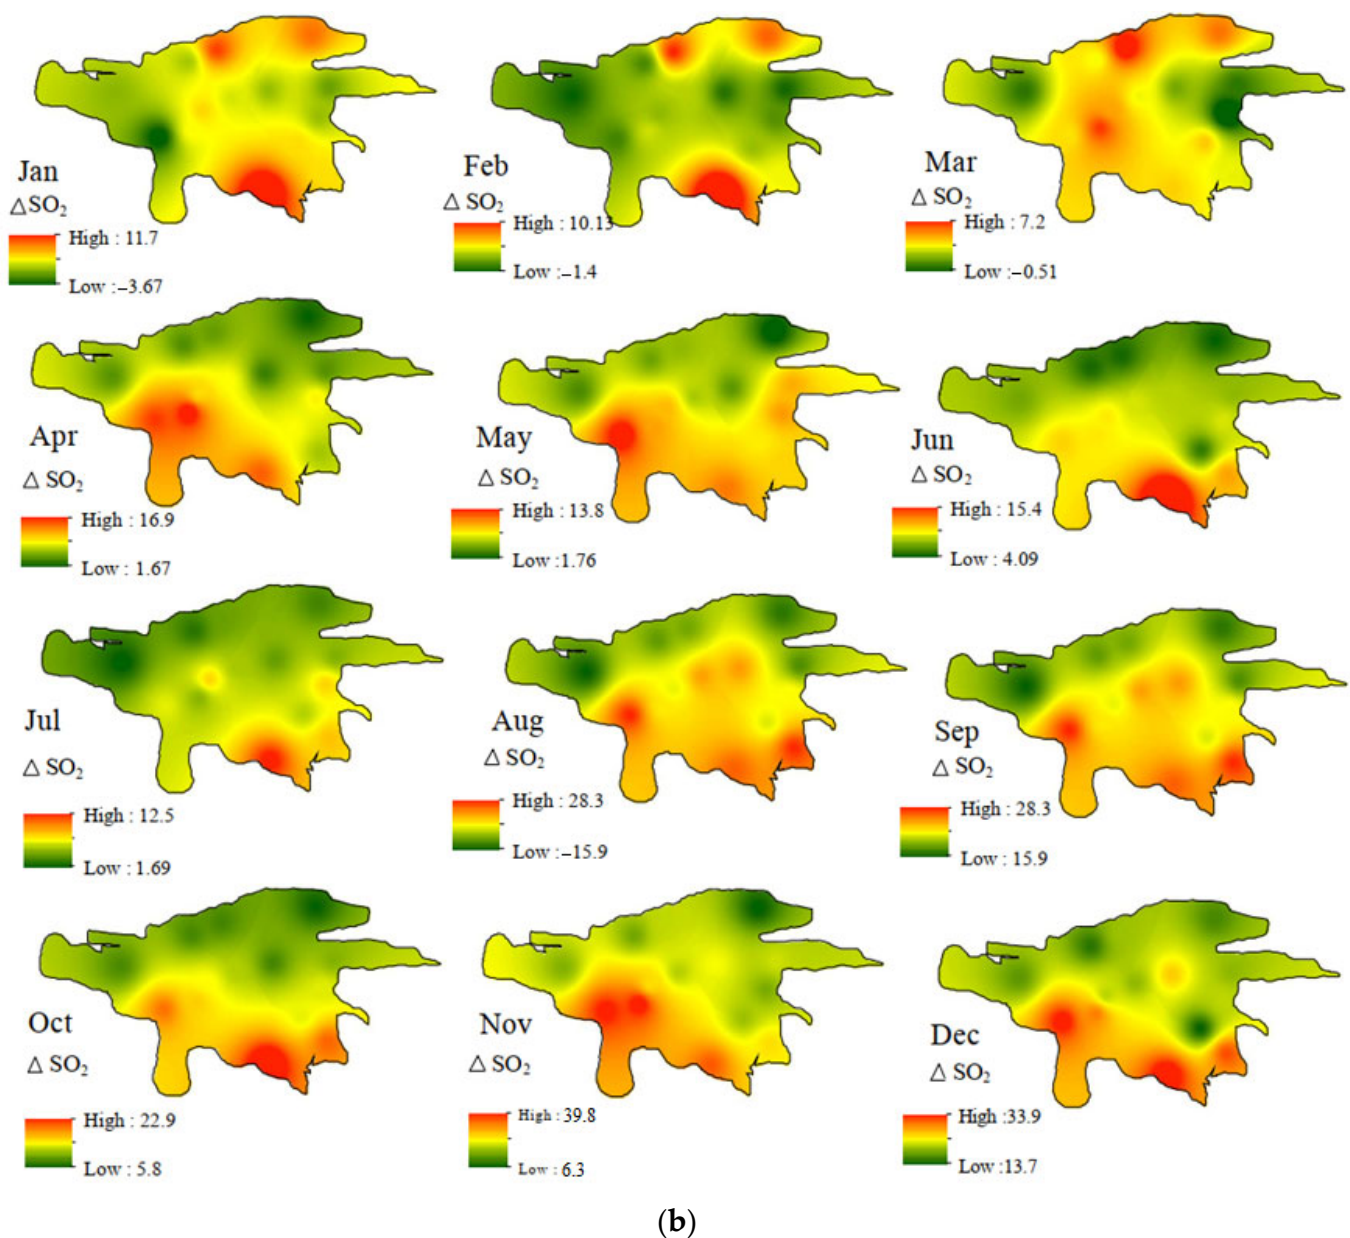 Jan
△SO₂
High : 11.7
Low :–3.67
Feb
△ SO₂
High : 10.13
Low :–1.4
Mar
△ SO₂
High : 7.2
Low :–0.51
Apr
△ SO₂
High : 16.9
Low : 1.67
May
△ SO₂
High : 13.8
Low :1.76
Jun
△ SO₂
High : 15.4
Low : 4.09
Jul
△ SO₂
High : 12.5
Low : 1.69
Aug
△ SO₂
High : 28.3
Low :–15.9
Sep
△ SO₂
High : 28.3
Low : 15.9
Oct
△ SO₂
High : 22.9
Low : 5.8
Nov
△ SO₂
High : 39.8
Low : 6.3
Dec
△ SO₂
High :33.9
Low :13.7
(b)